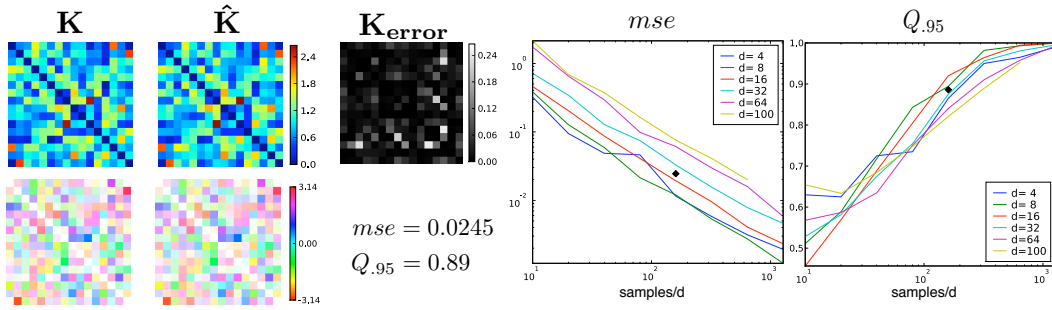 K
K̂
K_error
2.4
1.6
0.8
0.0
0.24
0.18
0.12
0.06
0.00
3.14
0.00
-3.14
mse = 0.0245
Q.95 = 0.89
mse
10^0
10^-1
10^-2
d= 4
d= 8
d=16
d=32
d=64
d=100
10^1
10^2
10^3
samples/d
Q.95
1.0
0.9
0.8
0.7
0.6
0.5
d= 4
d= 8
d=16
d=32
d=64
d=100
10^1
10^2
10^3
samples/d